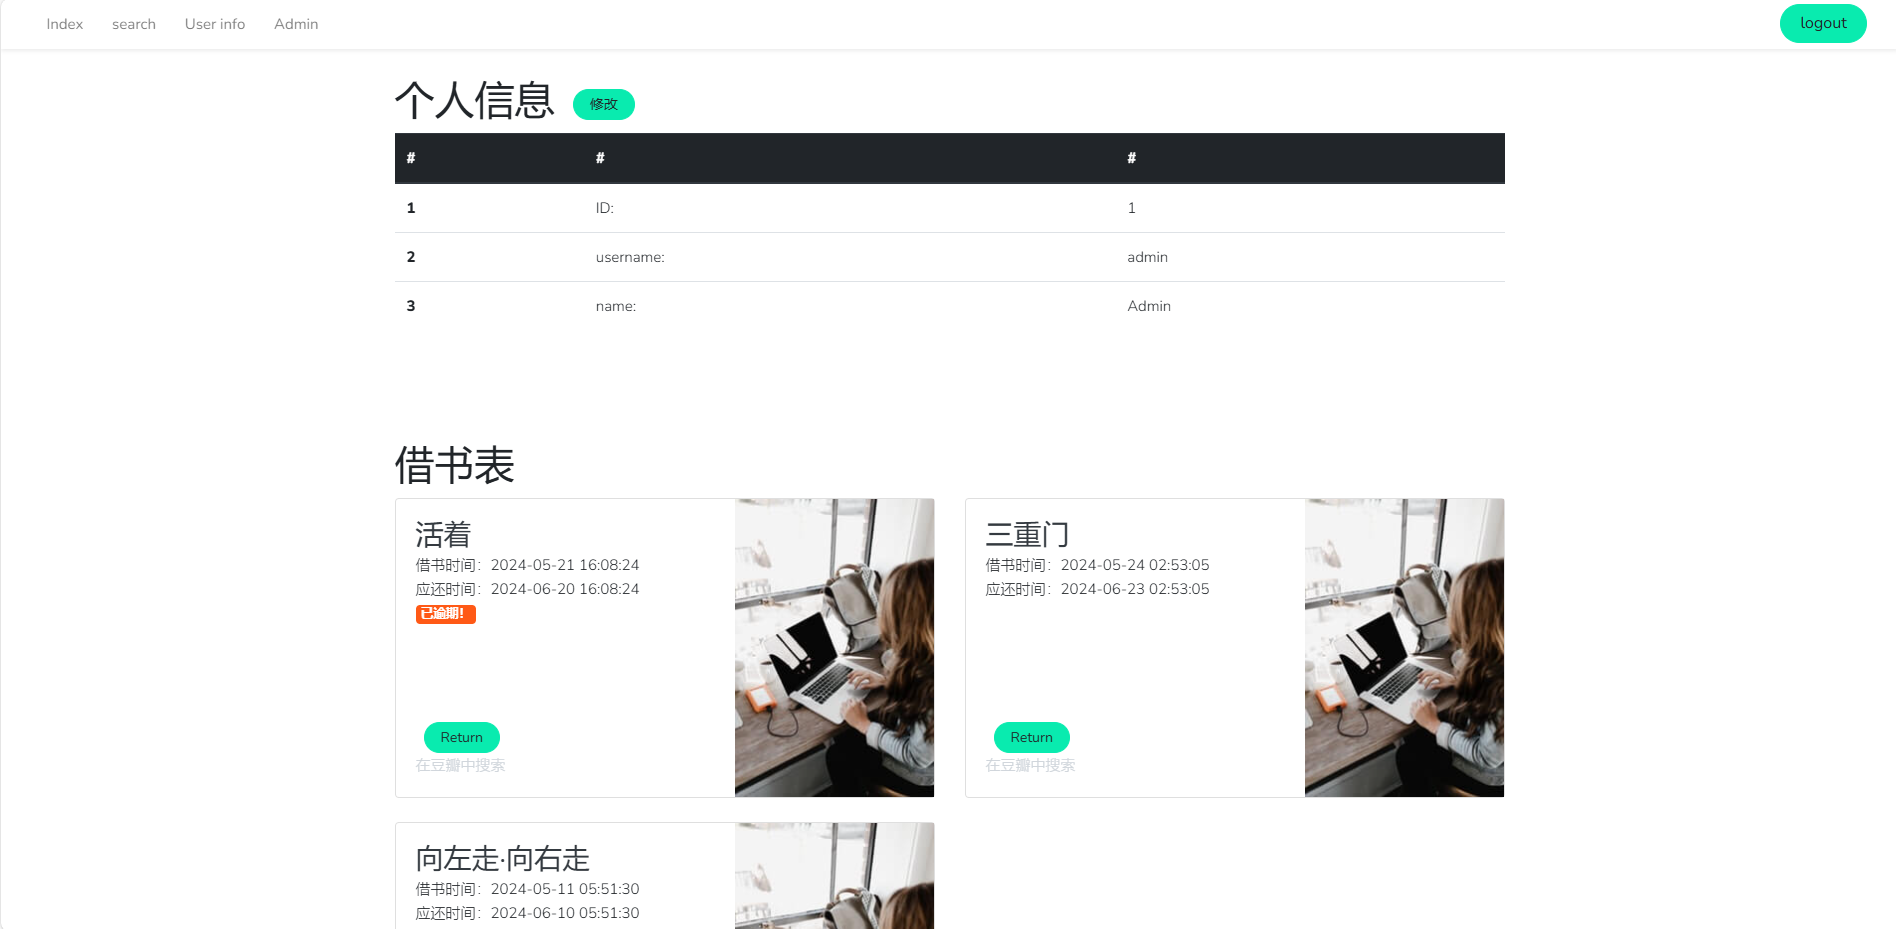 Index search User info Admin logout
个人信息 修改
# # #
1 ID: 1
2 username: admin
3 name: Admin
借书表
活着
借书时间：2024-05-21 16:08:24
应还时间：2024-06-20 16:08:24
已逾期！
Return
在豆瓣中搜索
三重门
借书时间：2024-05-24 02:53:05
应还时间：2024-06-23 02:53:05
Return
在豆瓣中搜索
向左走·向右走
借书时间：2024-05-11 05:51:30
应还时间：2024-06-10 05:51:30